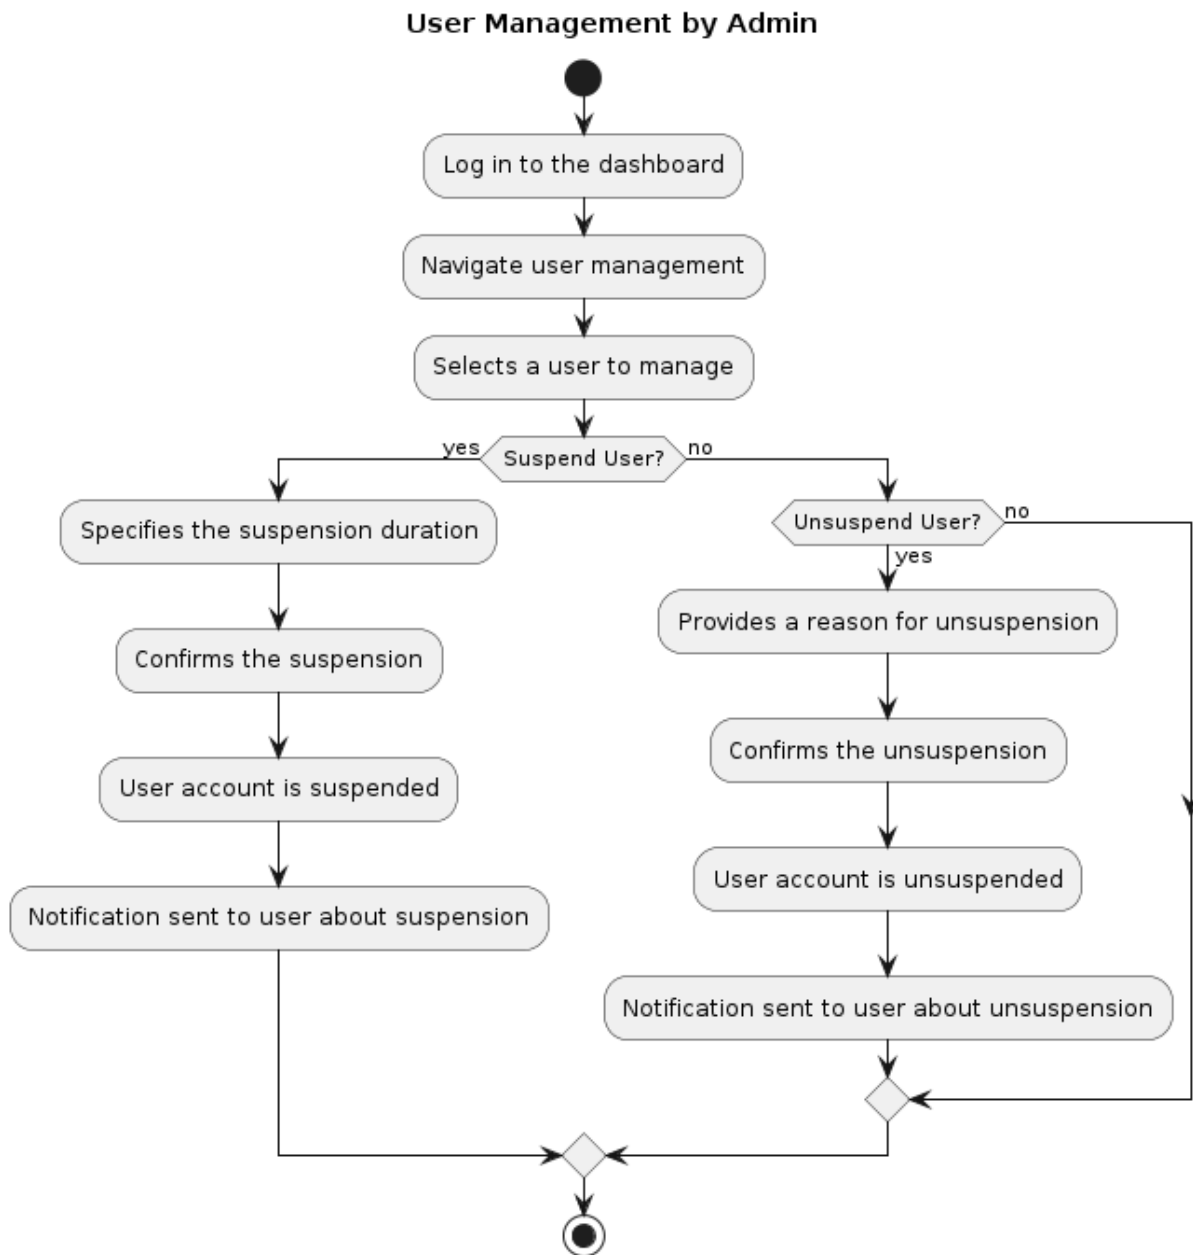 User Management by Admin
Log in to the dashboard
Navigate user management
Selects a user to manage
yes
Suspend User?
no
Specifies the suspension duration
Confirms the suspension
User account is suspended
Notification sent to user about suspension
Unsuspend User?
no
yes
Provides a reason for unsuspension
Confirms the unsuspension
User account is unsuspended
Notification sent to user about unsuspension